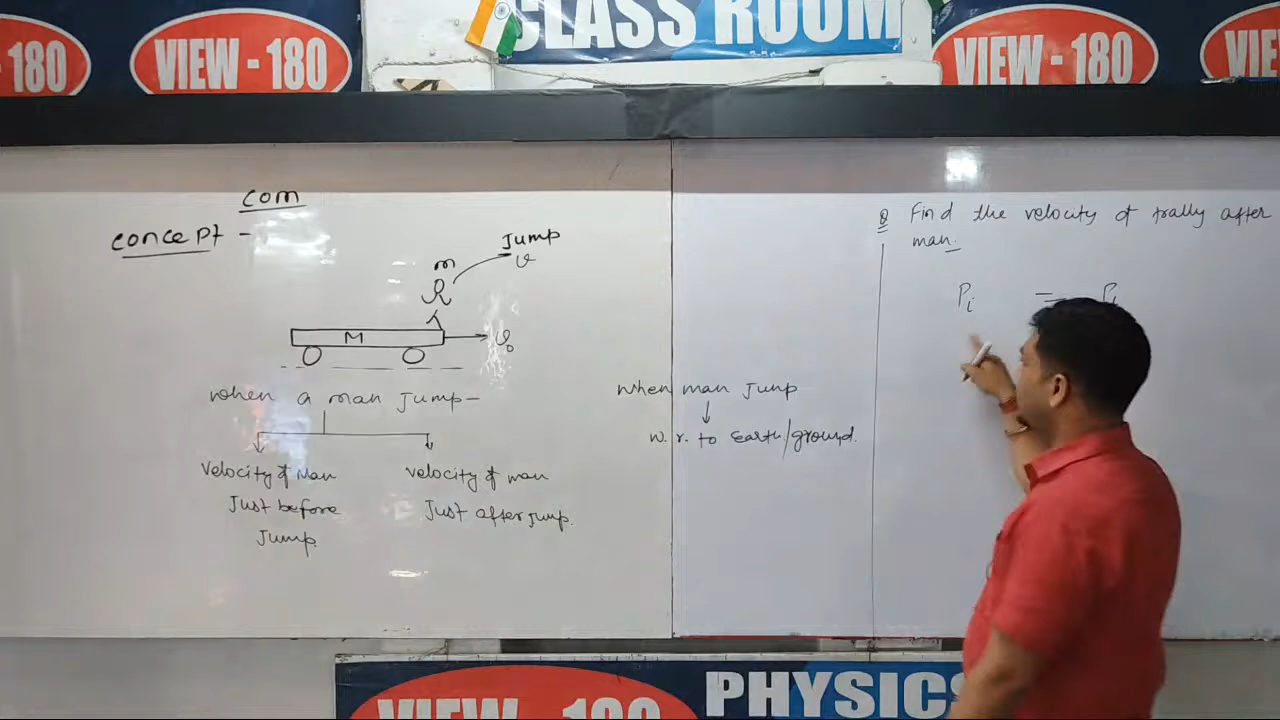 CLASS ROOM
- 180
VIEW - 180
VIEW - 180
VIEW
COM
Concept -
Jump
v
m
M
v₀
When a man Jump-
Velocity of Man
Just before
Jump.
Velocity of man
Just after jump.
When man Jump
w.r. to Earth/ground.
Q Find the velocity of trally after
man.
Pi =
PHYSICS
VIEW - 180